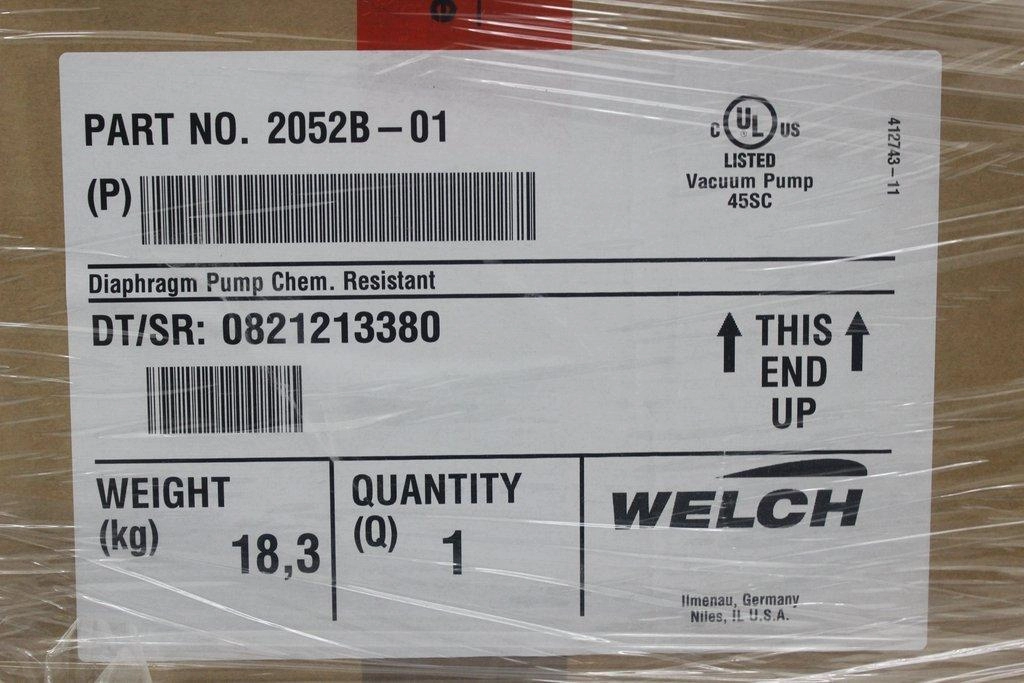 PART NO. 2052B – 01
(P)
C UL US
LISTED
Vacuum Pump
45SC
412743 – 11
Diaphragm Pump Chem. Resistant
DT/SR: 0821213380
THIS
END
UP
WEIGHT
(kg)
18,3
QUANTITY
(Q)
1
WELCH
Ilmenau, Germany
Niles, IL U.S.A.